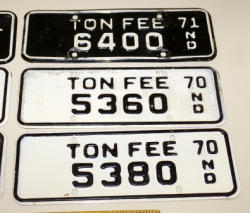 TON FEE 71
6400 ND
TON FEE 70
5360 ND
TON FEE 70
5380 ND